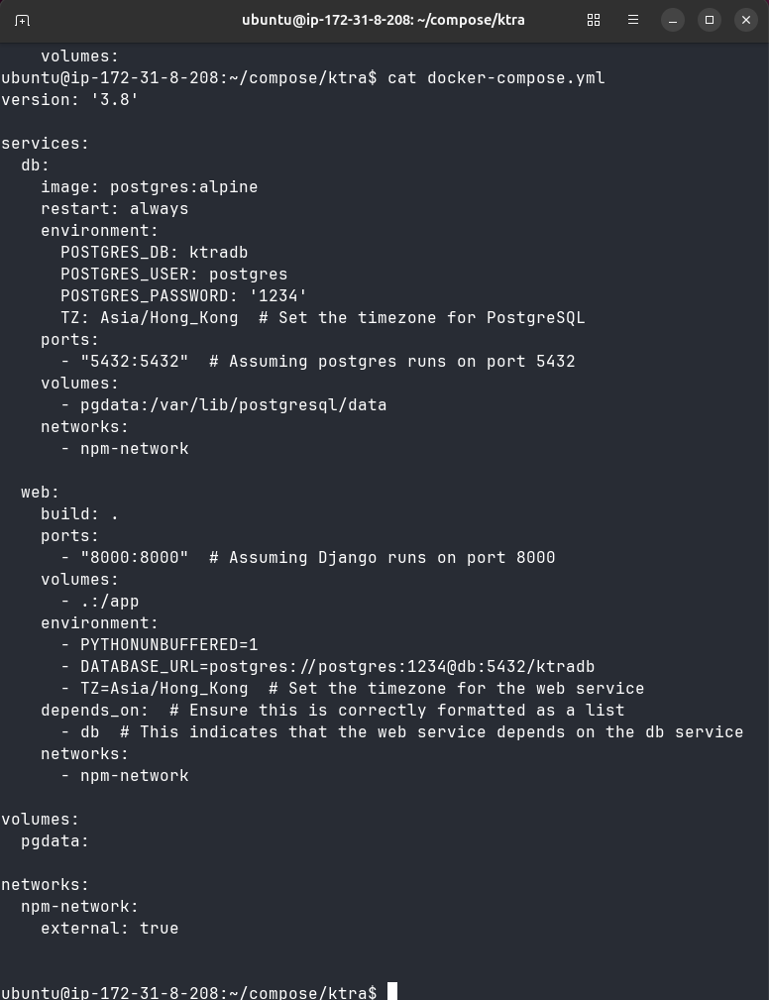 ubuntu@ip-172-31-8-208: ~/compose/ktra
    volumes:
ubuntu@ip-172-31-8-208:~/compose/ktra$ cat docker-compose.yml
version: '3.8'

services:
  db:
    image: postgres:alpine
    restart: always
    environment:
      POSTGRES_DB: ktradb
      POSTGRES_USER: postgres
      POSTGRES_PASSWORD: '1234'
      TZ: Asia/Hong_Kong  # Set the timezone for PostgreSQL
    ports:
      - "5432:5432"  # Assuming postgres runs on port 5432
    volumes:
      - pgdata:/var/lib/postgresql/data
    networks:
      - npm-network

  web:
    build: .
    ports:
      - "8000:8000"  # Assuming Django runs on port 8000
    volumes:
      - .:/app
    environment:
      - PYTHONUNBUFFERED=1
      - DATABASE_URL=postgres://postgres:1234@db:5432/ktradb
      - TZ=Asia/Hong_Kong  # Set the timezone for the web service
    depends_on:  # Ensure this is correctly formatted as a list
      - db  # This indicates that the web service depends on the db service
    networks:
      - npm-network

volumes:
  pgdata:

networks:
  npm-network:
    external: true

ubuntu@ip-172-31-8-208:~/compose/ktra$